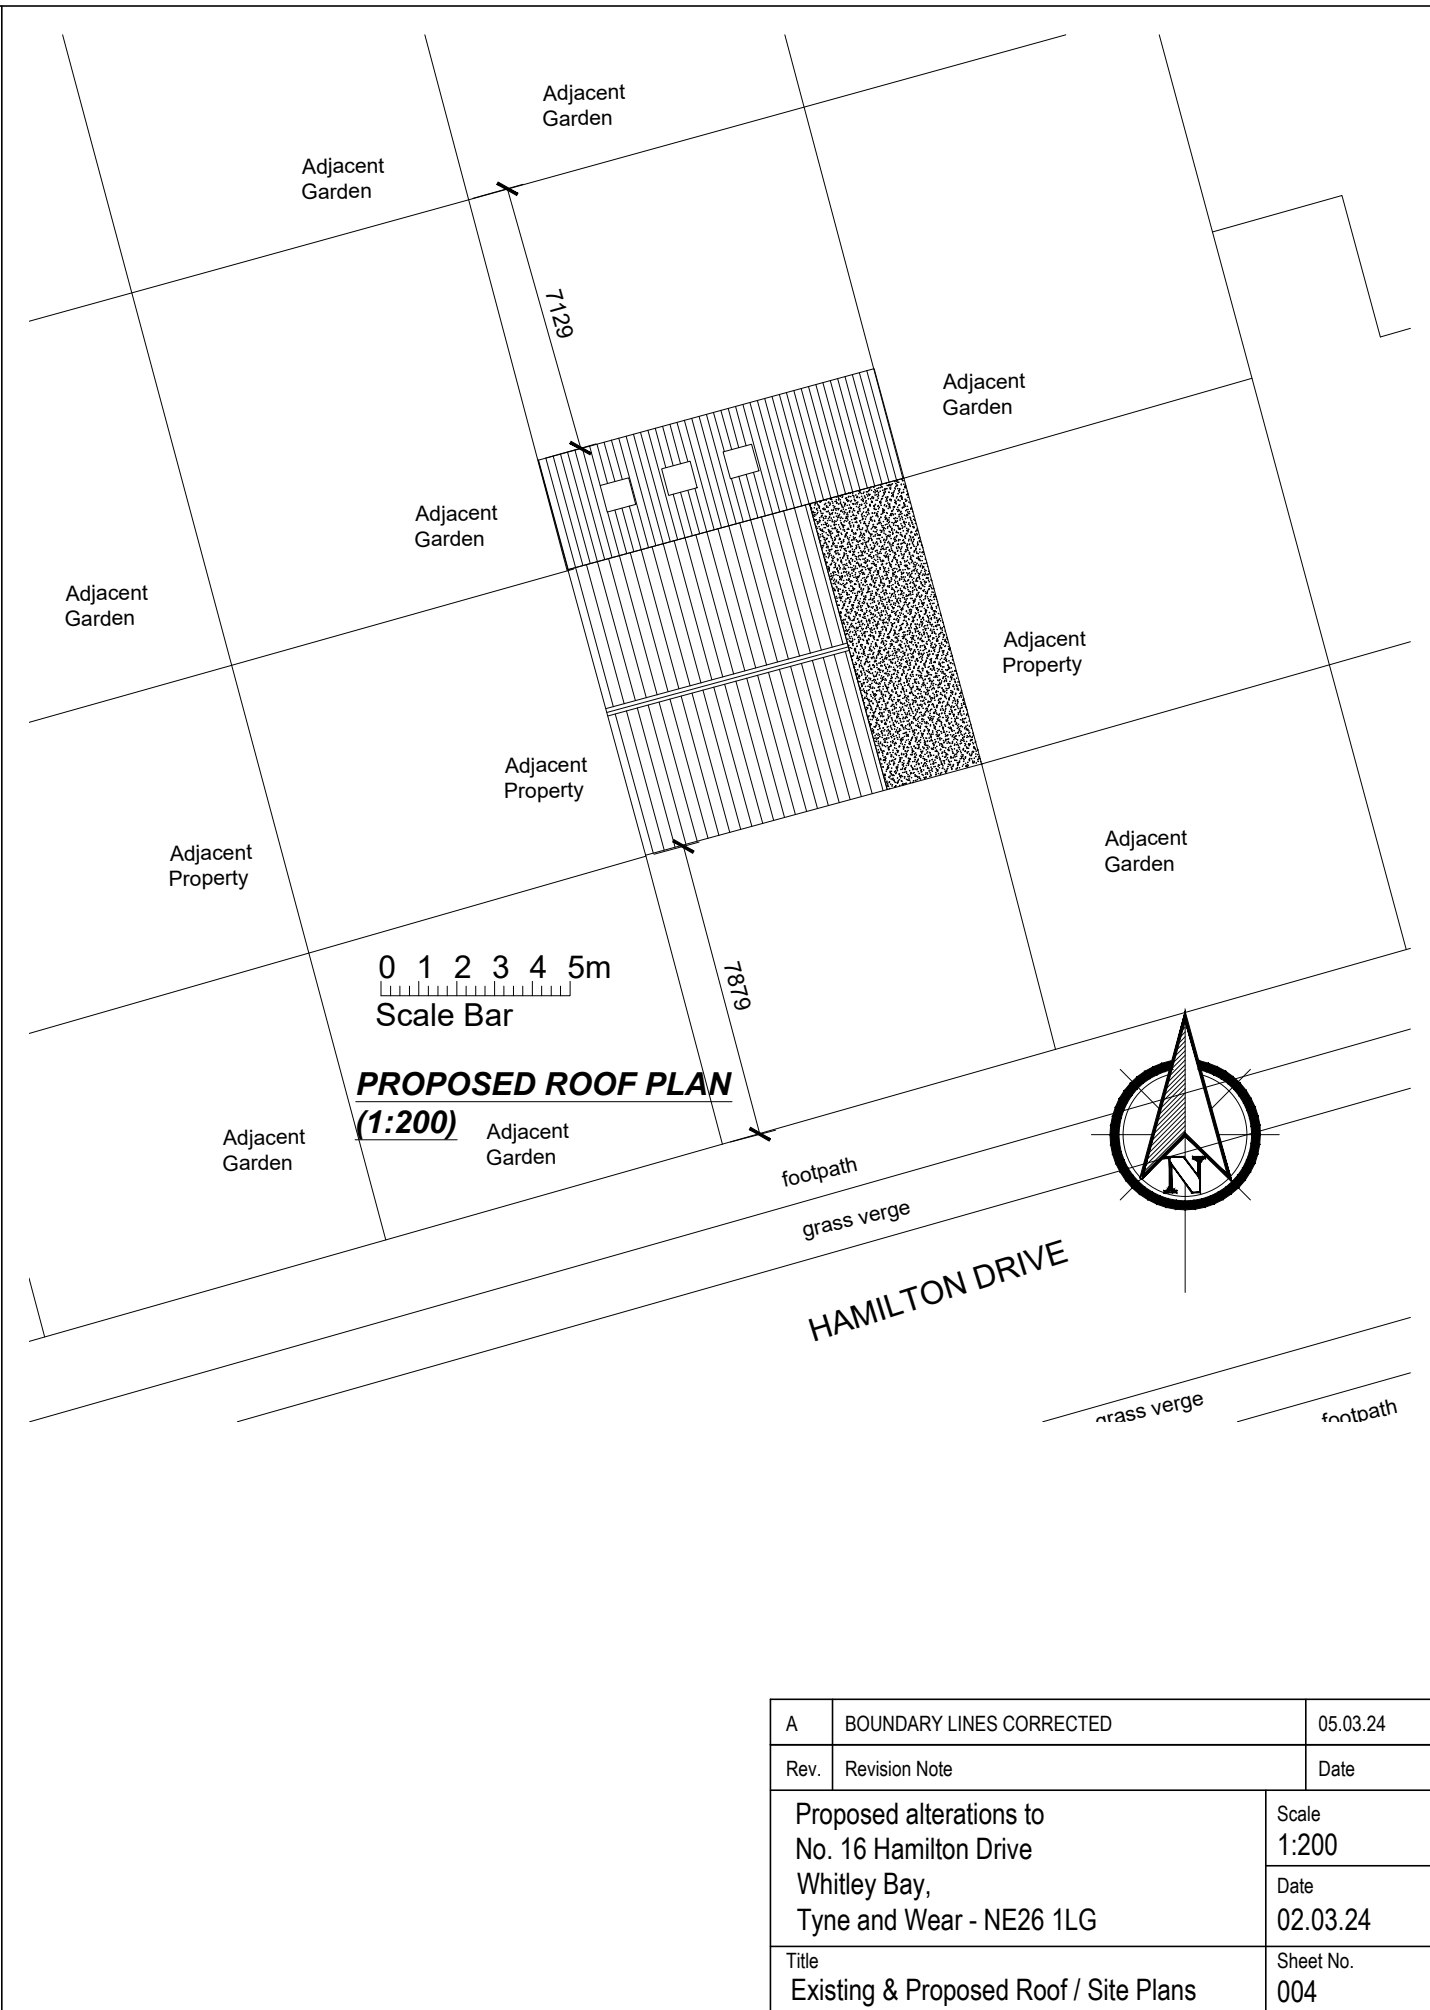 Adjacent
Garden
Adjacent
Garden
7129
Adjacent
Garden
Adjacent
Garden
Adjacent
Garden
Adjacent
Property
Adjacent
Property
Adjacent
Property
Adjacent
Garden
0 1 2 3 4 5m
Scale Bar
7879
PROPOSED ROOF PLAN
(1:200)
Adjacent
Garden
Adjacent
Garden
footpath
grass verge
N
HAMILTON DRIVE
grass verge
footpath
A BOUNDARY LINES CORRECTED 05.03.24
Rev. Revision Note Date
Proposed alterations to
No. 16 Hamilton Drive
Whitley Bay,
Tyne and Wear - NE26 1LG
Scale
1:200
Date
02.03.24
Title
Existing & Proposed Roof / Site Plans
Sheet No.
004